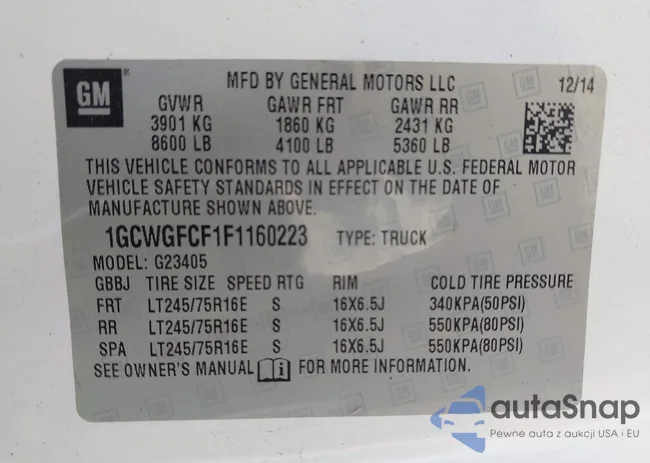 GM
MFD BY GENERAL MOTORS LLC 12/14
GVWR GAWR FRT GAWR RR
3901 KG 1860 KG 2431 KG
8600 LB 4100 LB 5360 LB
THIS VEHICLE CONFORMS TO ALL APPLICABLE U.S. FEDERAL MOTOR
VEHICLE SAFETY STANDARDS IN EFFECT ON THE DATE OF
MANUFACTURE SHOWN ABOVE.
1GCWGFCF1F1160223 TYPE: TRUCK
MODEL: G23405
GBBJ TIRE SIZE SPEED RTG RIM COLD TIRE PRESSURE
FRT LT245/75R16E S 16X6.5J 340KPA(50PSI)
RR LT245/75R16E S 16X6.5J 550KPA(80PSI)
SPA LT245/75R16E S 16X6.5J 550KPA(80PSI)
SEE OWNER'S MANUAL FOR MORE INFORMATION.
autaSnap
Pewne auta z aukcji USA i EU